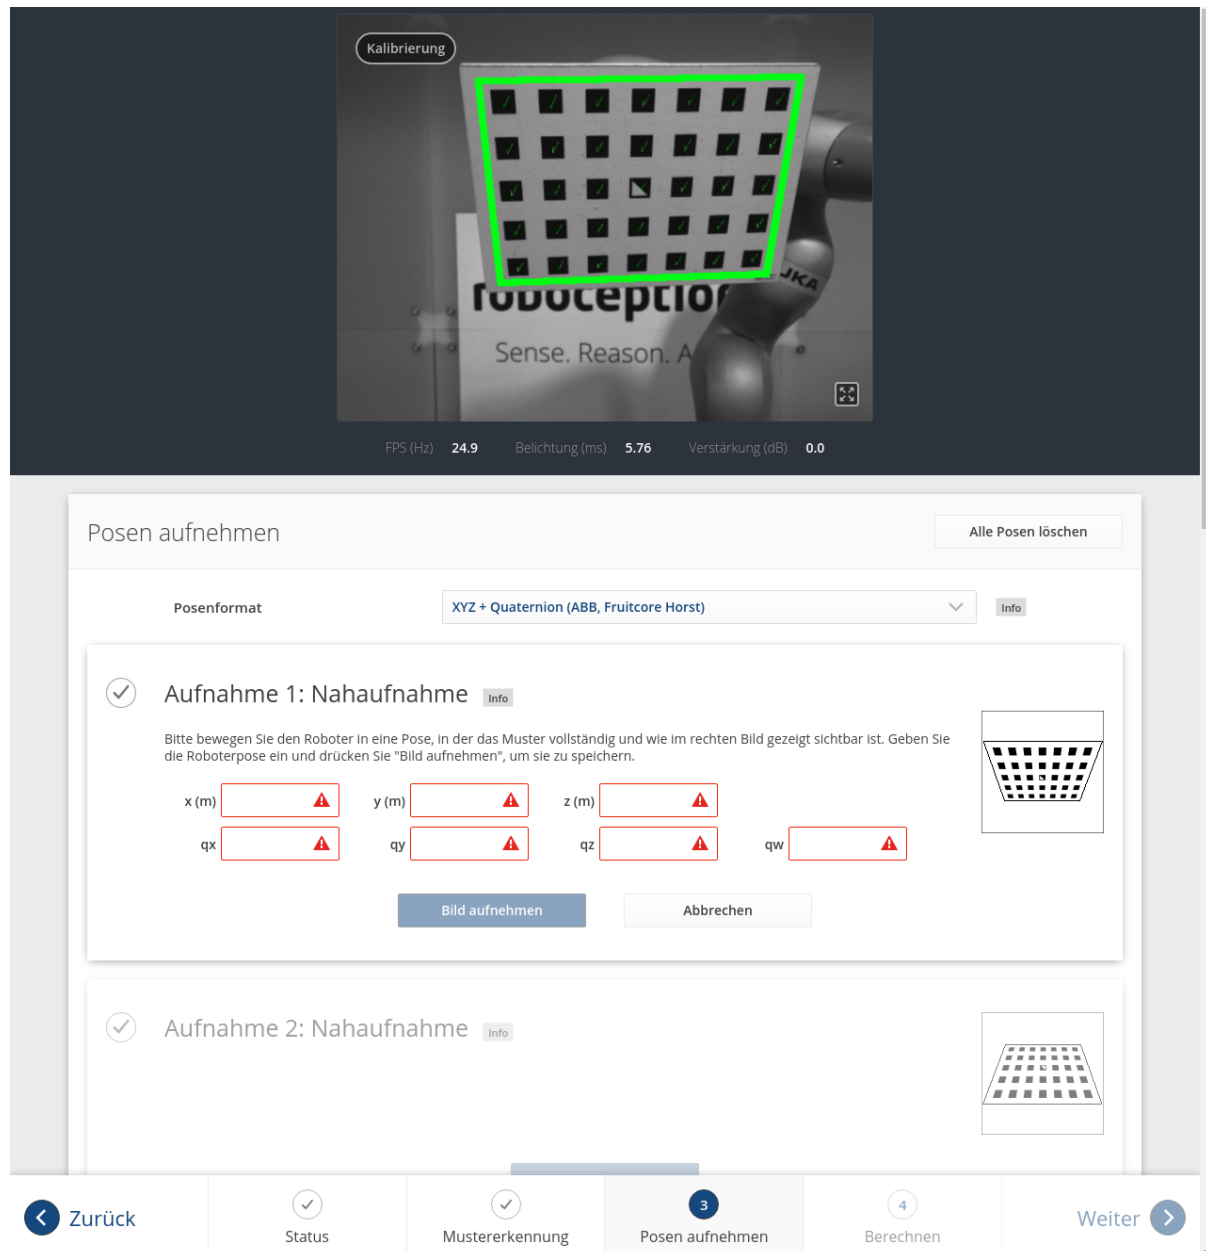 Kalibrierung
JKA
roboception
Sense. Reason. A
FPS (Hz) 24.9 Belichtung (ms) 5.76 Verstärkung (dB) 0.0
Posen aufnehmen
Alle Posen löschen
Posenformat
XYZ + Quaternion (ABB, Fruitcore Horst)
Info
Aufnahme 1: Nahaufnahme Info
Bitte bewegen Sie den Roboter in eine Pose, in der das Muster vollständig und wie im rechten Bild gezeigt sichtbar ist. Geben Sie
die Roboterpose ein und drücken Sie "Bild aufnehmen", um sie zu speichern.
x (m) y (m) z (m)
qx qy qz qw
Bild aufnehmen Abbrechen
Aufnahme 2: Nahaufnahme Info
Zurück
Status
Mustererkennung
3
Posen aufnehmen
4
Berechnen
Weiter